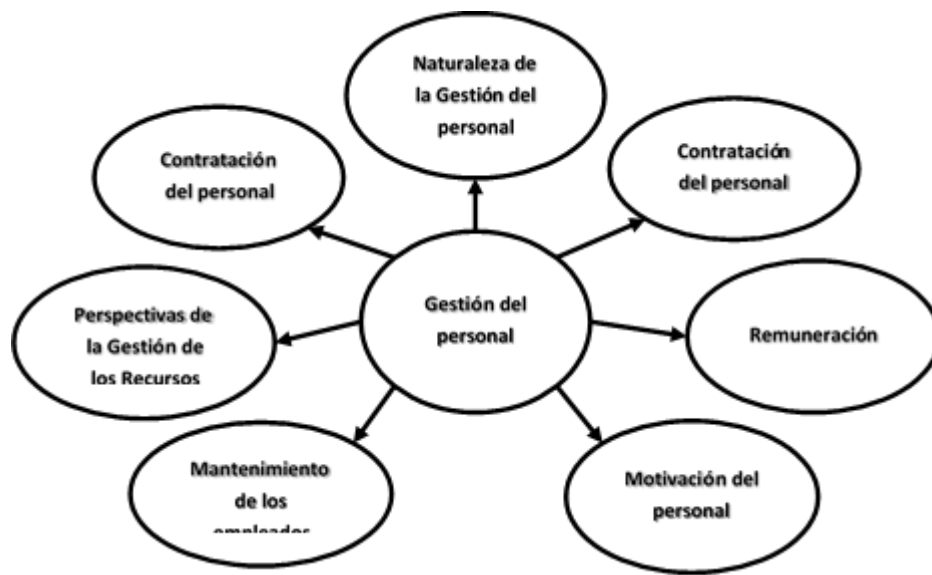 Naturaleza de
la Gestión del
personal
Contratación
del personal
Contratación
del personal
Gestión del
personal
Perspectivas de
la Gestión de
los Recursos
Remuneración
Mantenimiento
de los
empleados
Motivación del
personal